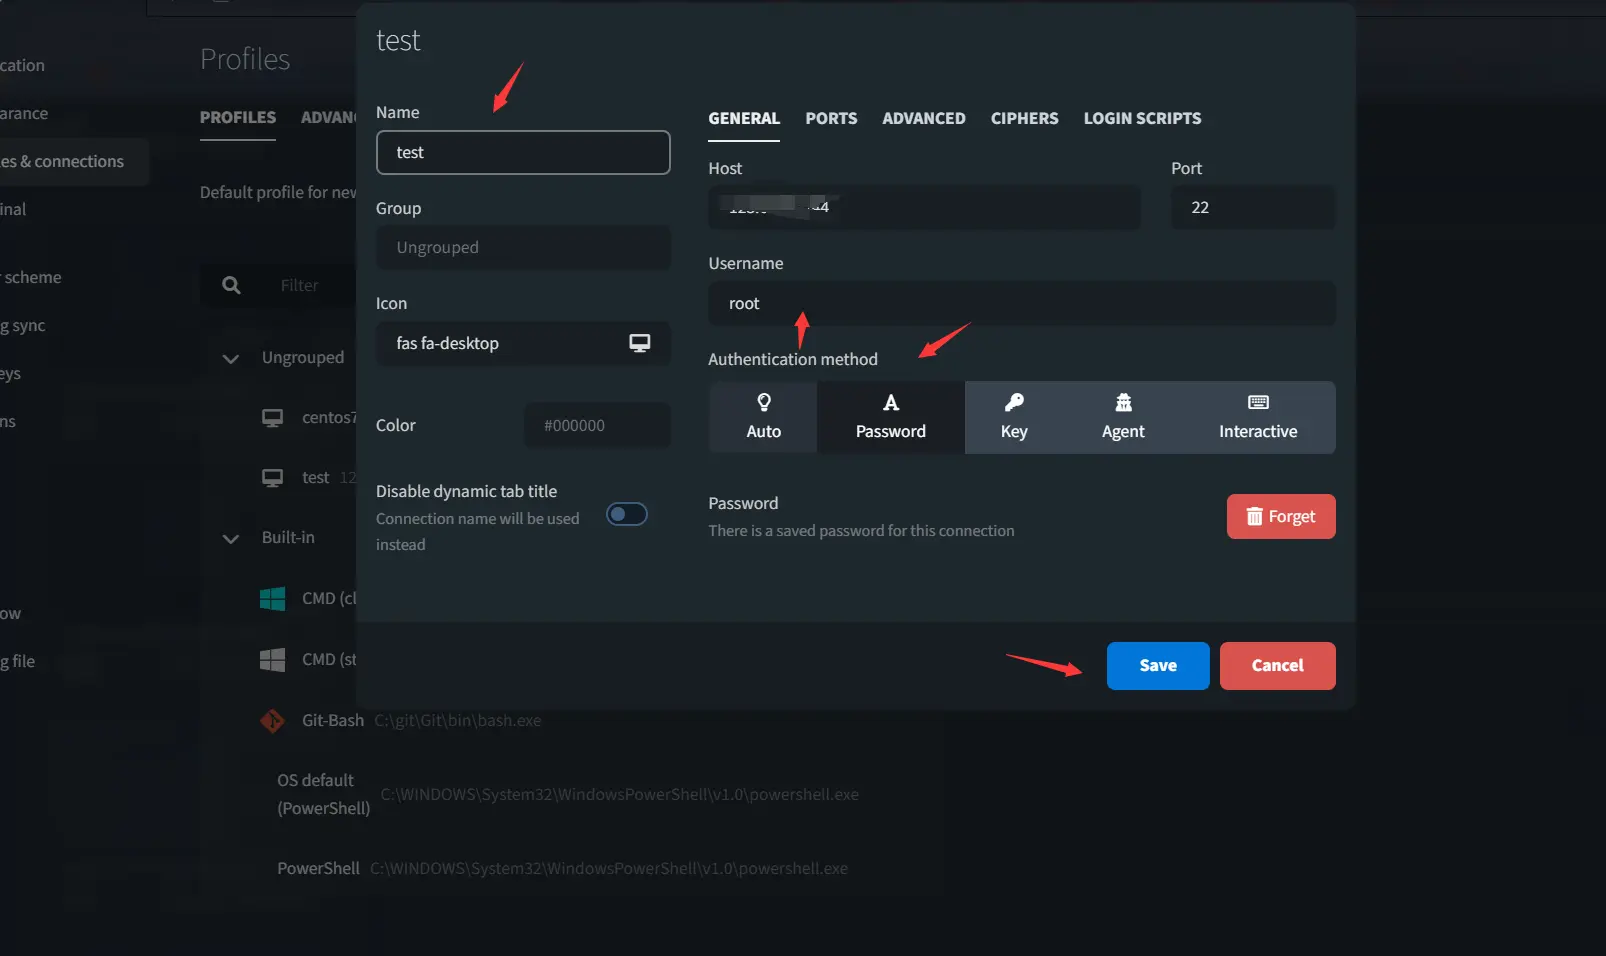 test
Profiles
cation
arance
es & connections
inal
r scheme
g sync
eys
ns
ow
g file
PROFILES ADVAN
Default profile for new
Filter
Ungrouped
centos7
test 12
Built-in
CMD (cl
CMD (st
Git-Bash C:\git\Git\bin\bash.exe
OS default
(PowerShell) C:\WINDOWS\System32\WindowsPowerShell\v1.0\powershell.exe
PowerShell C:\WINDOWS\System32\WindowsPowerShell\v1.0\powershell.exe
Name
test
Group
Ungrouped
Icon
fas fa-desktop
Color
#000000
Disable dynamic tab title
Connection name will be used
instead
GENERAL PORTS ADVANCED CIPHERS LOGIN SCRIPTS
Host
Port
22
Username
root
Authentication method
Auto
Password
Key
Agent
Interactive
Password
There is a saved password for this connection
Forget
Save
Cancel